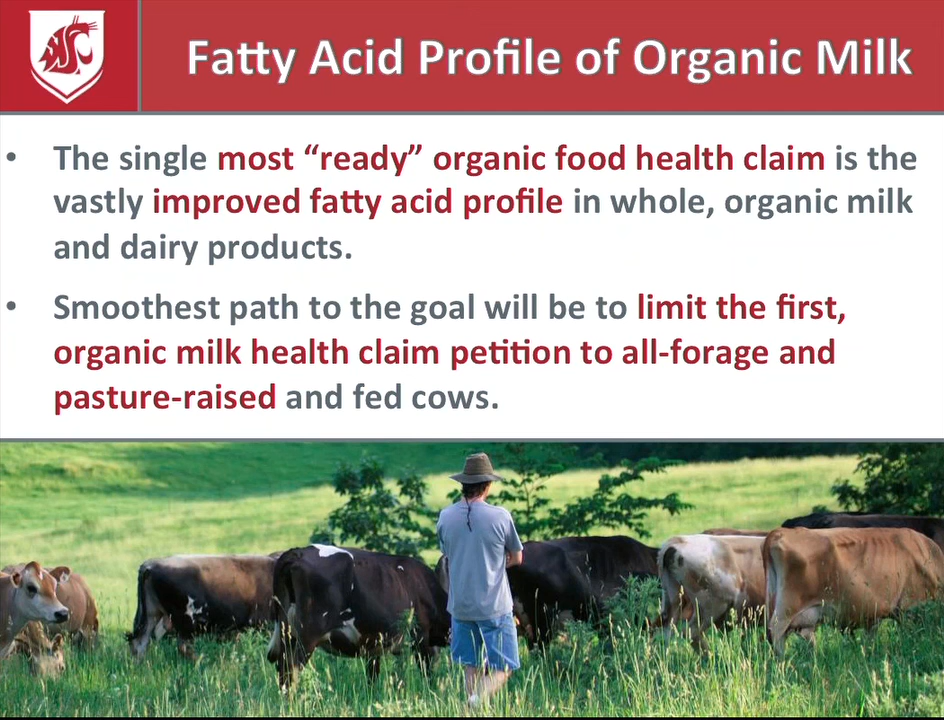 Fatty Acid Profile of Organic Milk
• The single most “ready” organic food health claim is the
vastly improved fatty acid profile in whole, organic milk
and dairy products.
• Smoothest path to the goal will be to limit the first,
organic milk health claim petition to all-forage and
pasture-raised and fed cows.